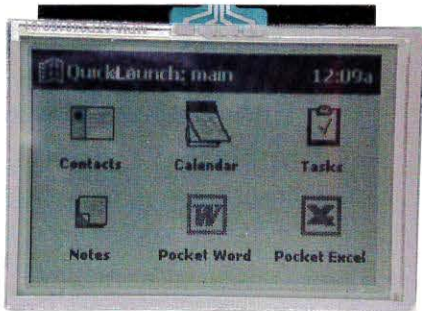 QuickLaunch: main 12:09a
Contacts Calendar Tasks
Notes Pocket Word Pocket Excel